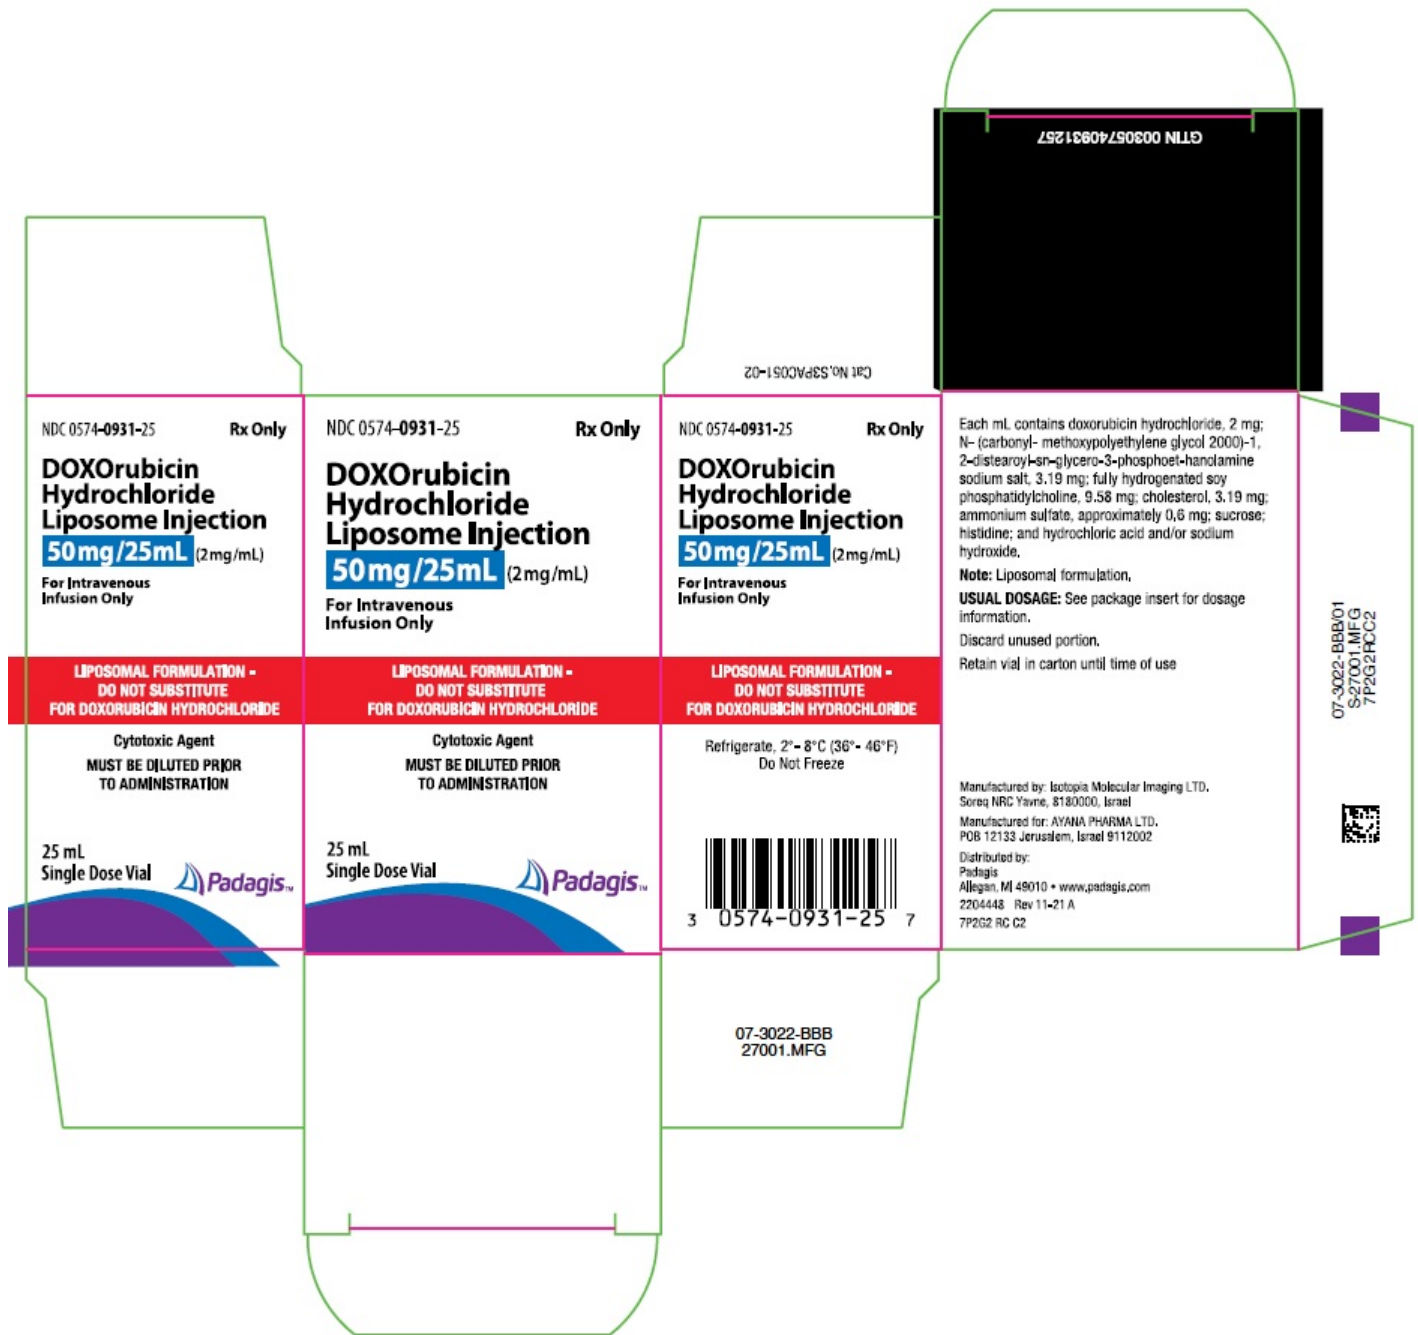 GTIN 00305740931257
Cat No.S3PAC051-02
NDC 0574-0931-25 Rx Only
DOXOrubicin
Hydrochloride
Liposome Injection
50mg/25mL (2mg/mL)
For Intravenous
Infusion Only
LIPOSOMAL FORMULATION -
DO NOT SUBSTITUTE
FOR DOXORUBICIN HYDROCHLORIDE
Cytotoxic Agent
MUST BE DILUTED PRIOR
TO ADMINISTRATION
25 mL
Single Dose Vial
Padagis™
NDC 0574-0931-25 Rx Only
DOXOrubicin
Hydrochloride
Liposome Injection
50mg/25mL (2mg/mL)
For Intravenous
Infusion Only
LIPOSOMAL FORMULATION -
DO NOT SUBSTITUTE
FOR DOXORUBICIN HYDROCHLORIDE
Cytotoxic Agent
MUST BE DILUTED PRIOR
TO ADMINISTRATION
25 mL
Single Dose Vial
Padagis™
NDC 0574-0931-25 Rx Only
DOXOrubicin
Hydrochloride
Liposome Injection
50mg/25mL (2mg/mL)
For Intravenous
Infusion Only
LIPOSOMAL FORMULATION -
DO NOT SUBSTITUTE
FOR DOXORUBICIN HYDROCHLORIDE
Refrigerate, 2°- 8°C (36°- 46°F)
Do Not Freeze
3 0574-0931-25 7
Each mL contains doxorubicin hydrochloride, 2 mg;
N- (carbonyl- methoxypolyethylene glycol 2000)-1,
2-distearoyl-sn-glycero-3-phosphoet-hanolamine
sodium salt, 3.19 mg; fully hydrogenated soy
phosphatidylcholine, 9.58 mg; cholesterol, 3.19 mg;
ammonium sulfate, approximately 0.6 mg; sucrose;
histidine; and hydrochloric acid and/or sodium
hydroxide.
Note: Liposomal formulation.
USUAL DOSAGE: See package insert for dosage
information.
Discard unused portion.
Retain vial in carton until time of use
Manufactured by: Isotopia Molecular Imaging LTD.
Soreq NRC Yavne, 8180000, Israel
Manufactured for: AYANA PHARMA LTD.
POB 12133 Jerusalem, Israel 9112002
Distributed by:
Padagis
Allegan, MI 49010 • www.padagis.com
2204448 Rev 11-21 A
7P2G2 RC C2
07-3022-BBB/01
S-27001.MFG
7P2G2RCC2
07-3022-BBB
27001.MFG